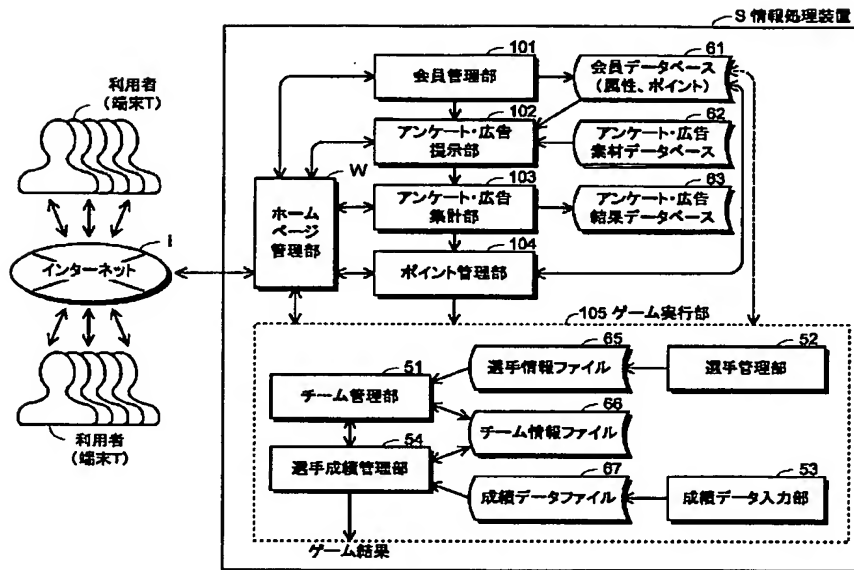 S 情報処理装置
利用者
(端末T)
インターネット
I
利用者
(端末T)
W
ホーム
ページ
管理部
101
会員管理部
102
アンケート・広告
提示部
103
アンケート・広告
集計部
104
ポイント管理部
61
会員データベース
(属性、ポイント)
62
アンケート・広告
素材データベース
63
アンケート・広告
結果データベース
105 ゲーム実行部
51
チーム管理部
54
選手成績管理部
65
選手情報ファイル
66
チーム情報ファイル
67
成績データファイル
52
選手管理部
53
成績データ入力部
ゲーム結果